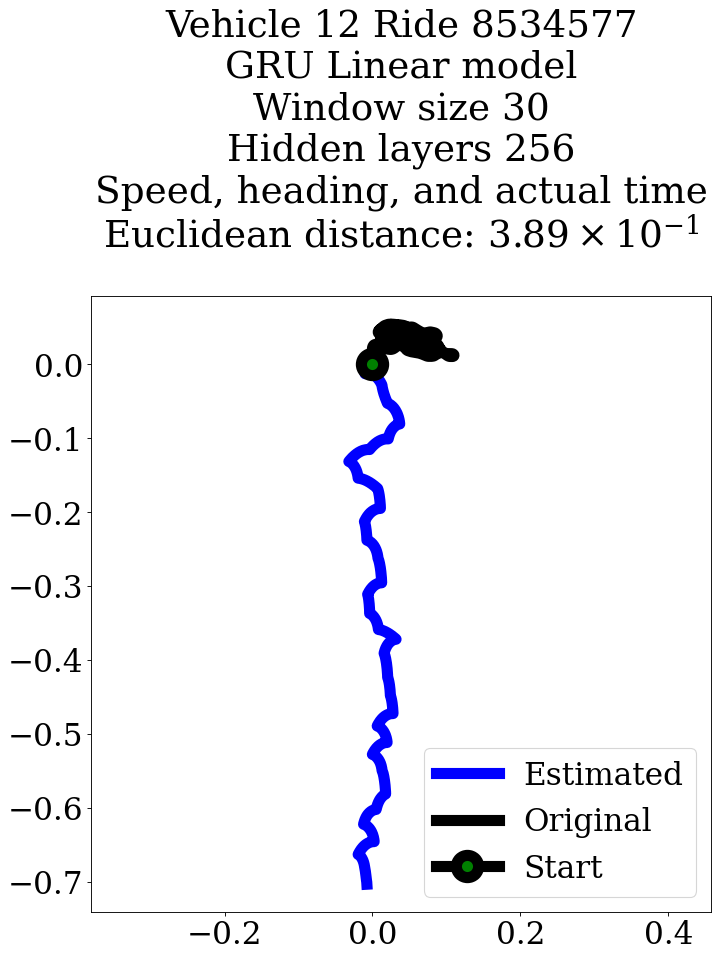 Vehicle 12 Ride 8534577
GRU Linear model
Window size 30
Hidden layers 256
Speed, heading, and actual time
Euclidean distance: 3.89 × 10⁻¹
0.0
−0.1
−0.2
−0.3
−0.4
−0.5
−0.6
−0.7
Estimated
Original
Start
−0.2 0.0 0.2 0.4